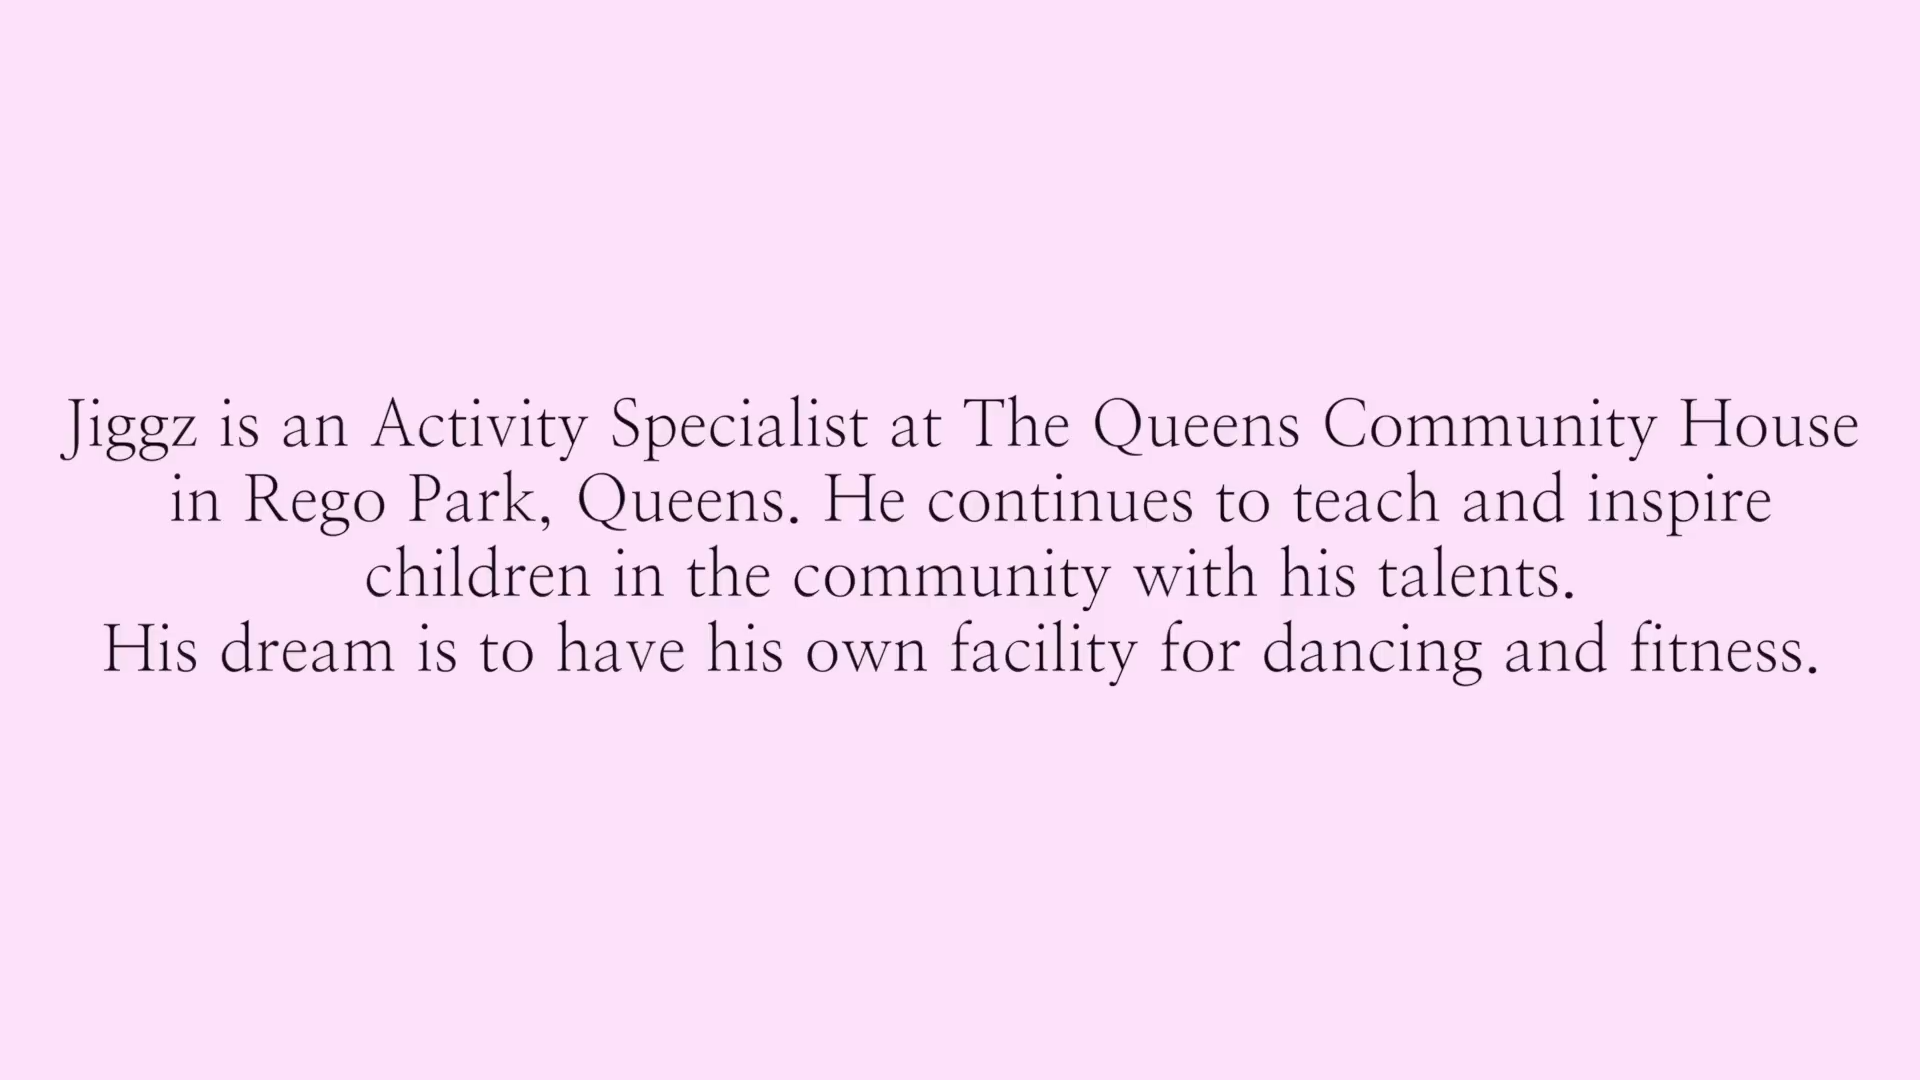 Jiggz is an Activity Specialist at The Queens Community House
in Rego Park, Queens. He continues to teach and inspire
children in the community with his talents.
His dream is to have his own facility for dancing and fitness.